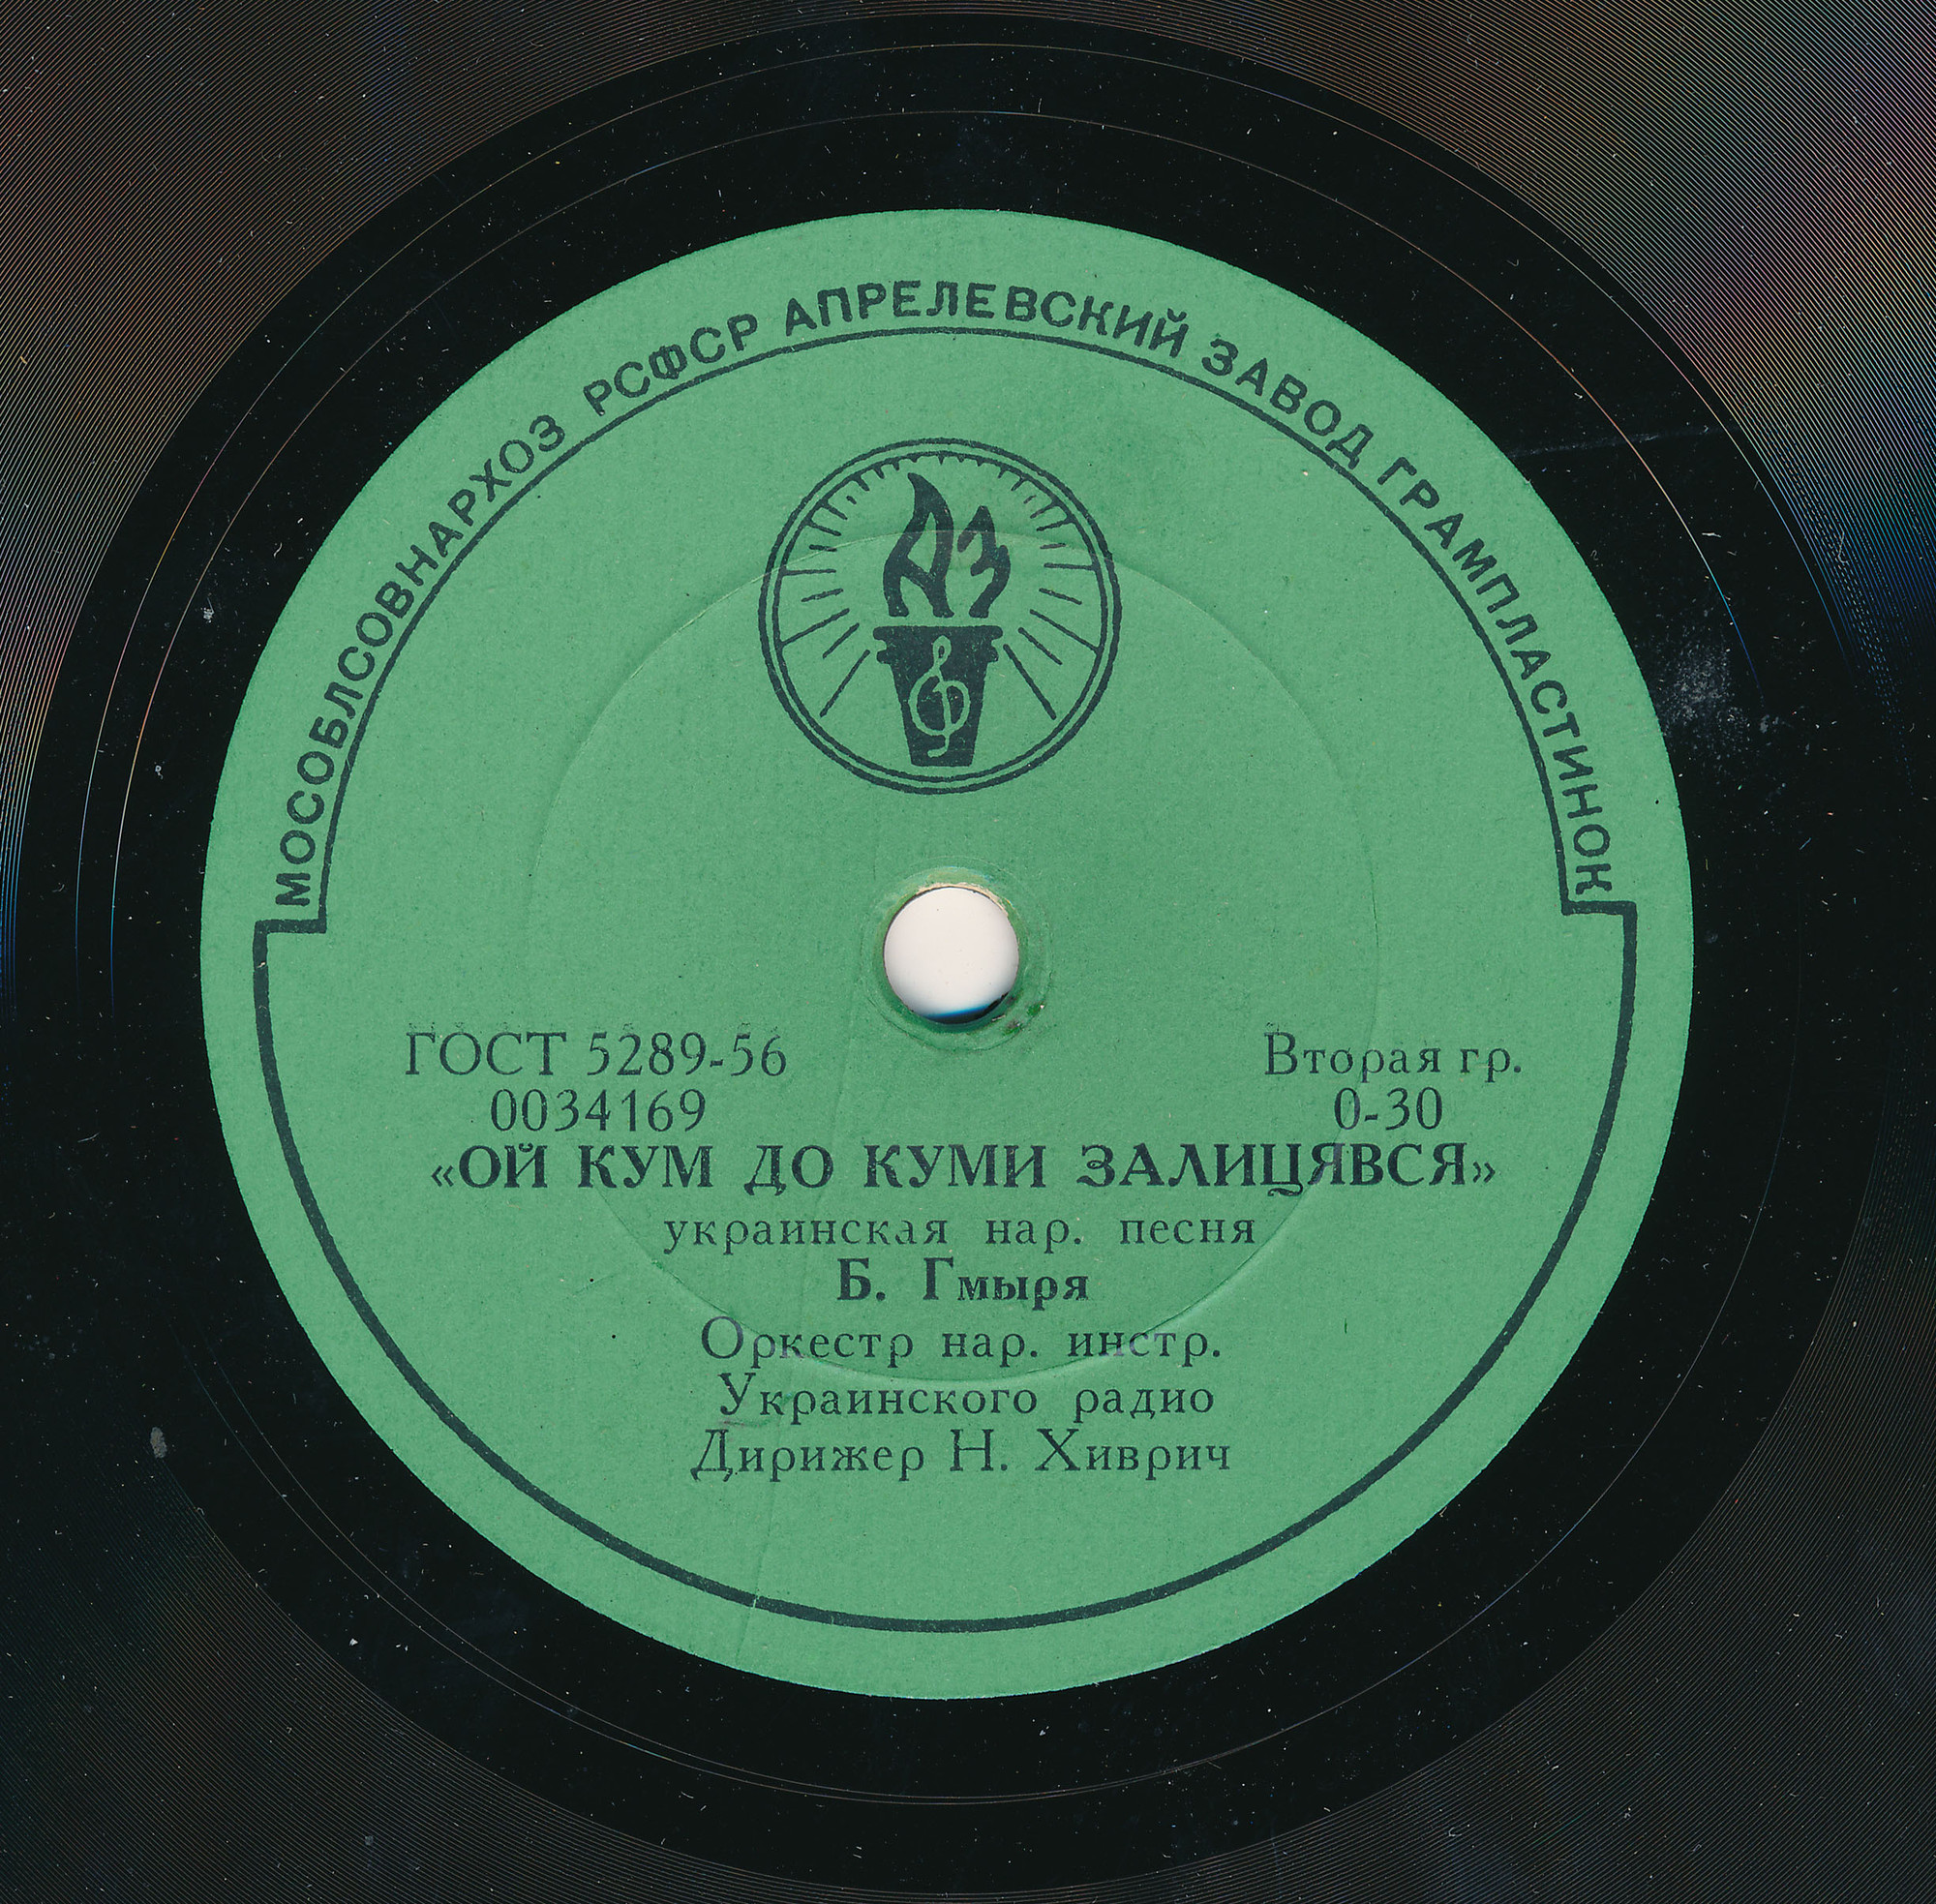 МОСОБЛСОВНАРХОЗ РСФСР АПРЕЛЕВСКИЙ ЗАВОД ГРАМПЛАСТИНОК
АЗ
ГОСТ 5289-56
Вторая гр.
0034169
0-30
«ОЙ КУМ ДО КУМИ ЗАЛИЦЯВСЯ»
украинская нар. песня
Б. Гмыря
Оркестр нар. инстр.
Украинского радио
Дирижер Н. Хиврич